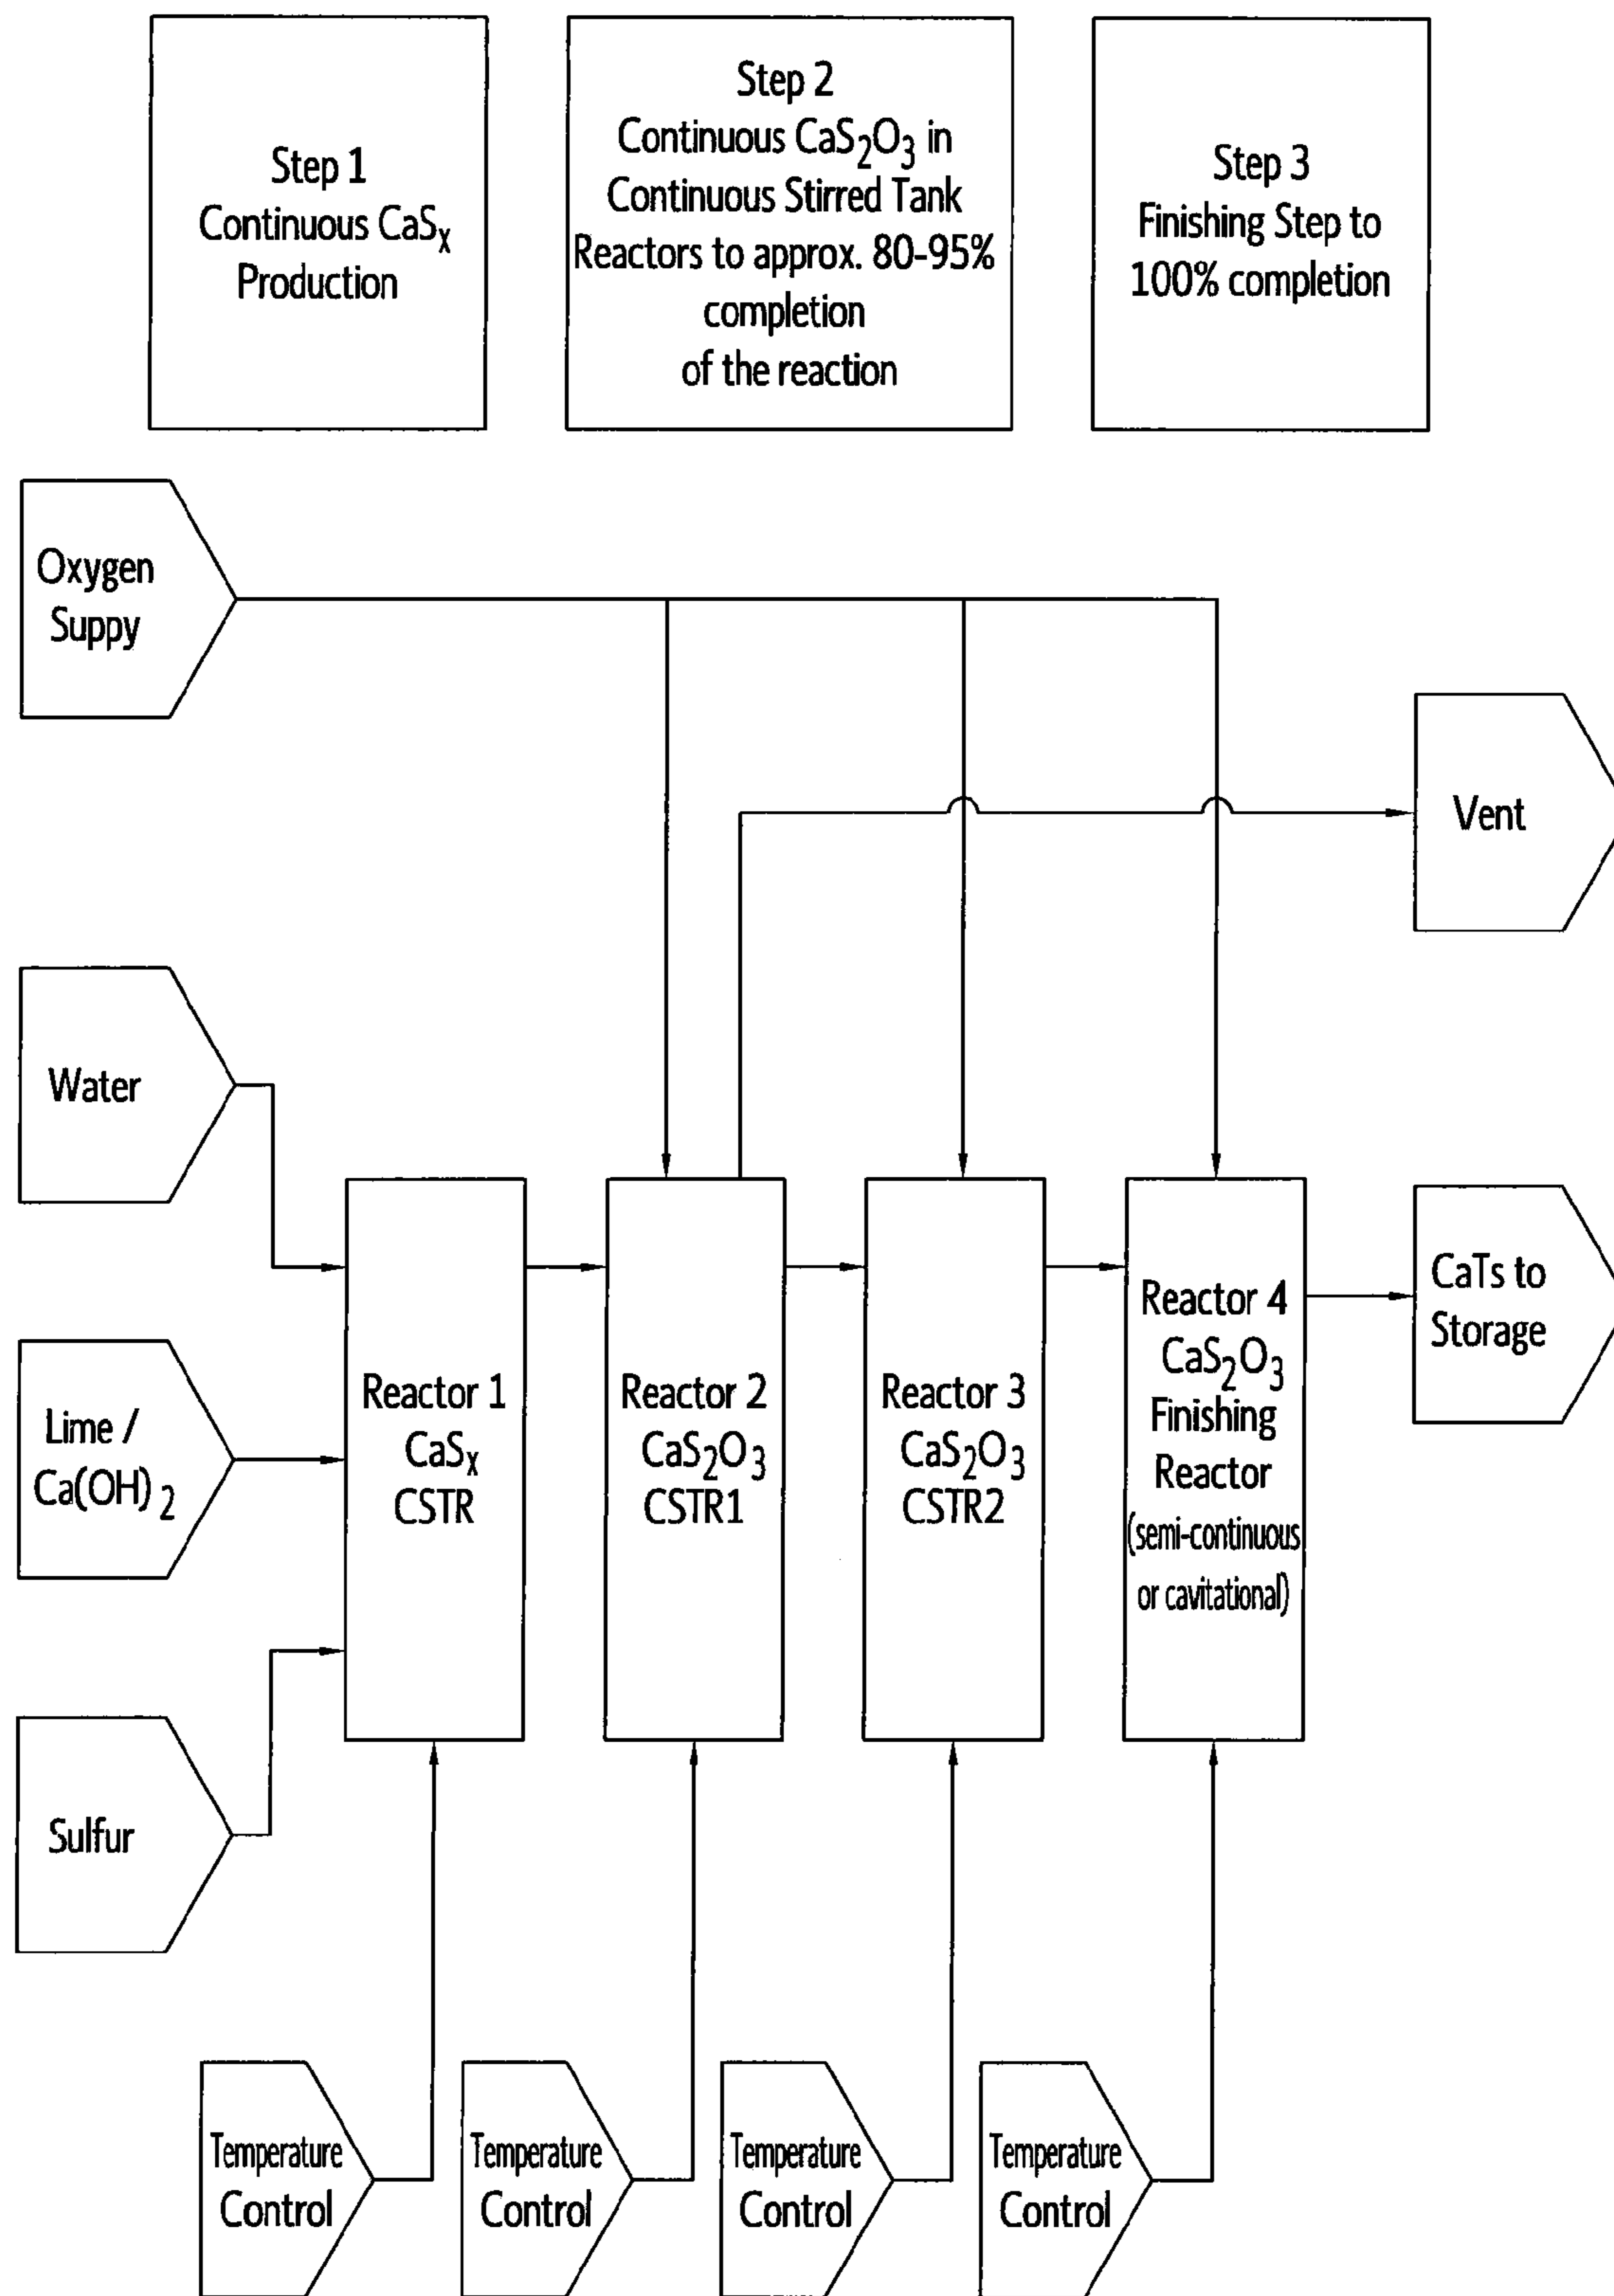 Step 1
Continuous CaSₓ
Production
Step 2
Continuous CaS₂O₃ in
Continuous Stirred Tank
Reactors to approx. 80-95%
completion
of the reaction
Step 3
Finishing Step to
100% completion
Oxygen
Suppy
Vent
Water
Lime /
Ca(OH)₂
Sulfur
Reactor 1
CaSₓ
CSTR
Reactor 2
CaS₂O₃
CSTR1
Reactor 3
CaS₂O₃
CSTR2
Reactor 4
CaS₂O₃
Finishing
Reactor
(semi-continuous
or cavitational)
CaTs to
Storage
Temperature
Control
Temperature
Control
Temperature
Control
Temperature
Control